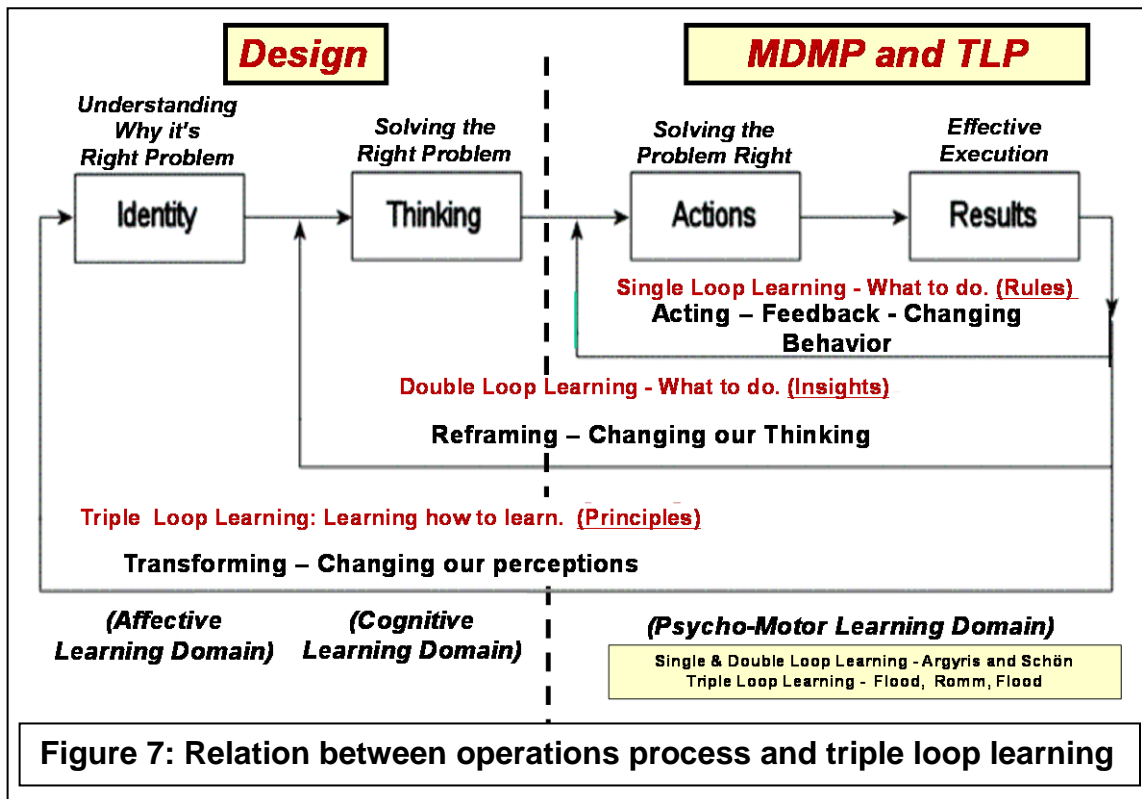 Design
MDMP and TLP
Understanding
Why it's
Right Problem
Solving the
Right Problem
Solving the
Problem Right
Effective
Execution
Identity
Thinking
Actions
Results
Single Loop Learning - What to do. (Rules)
Acting – Feedback - Changing
Behavior
Double Loop Learning - What to do. (Insights)
Reframing – Changing our Thinking
Triple Loop Learning: Learning how to learn. (Principles)
Transforming – Changing our perceptions
(Affective
Learning Domain)
(Cognitive
Learning Domain)
(Psycho-Motor Learning Domain)
Single & Double Loop Learning - Argyris and Schön
Triple Loop Learning - Flood, Romm, Flood
Figure 7: Relation between operations process and triple loop learning